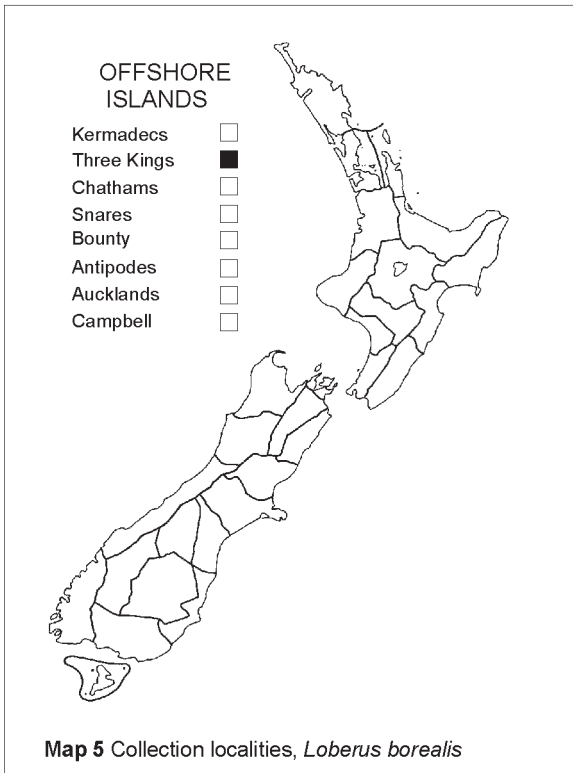 OFFSHORE
ISLANDS
Kermadecs
Three Kings
Chathams
Snares
Bounty
Antipodes
Aucklands
Campbell
Map 5 Collection localities, Loberus borealis